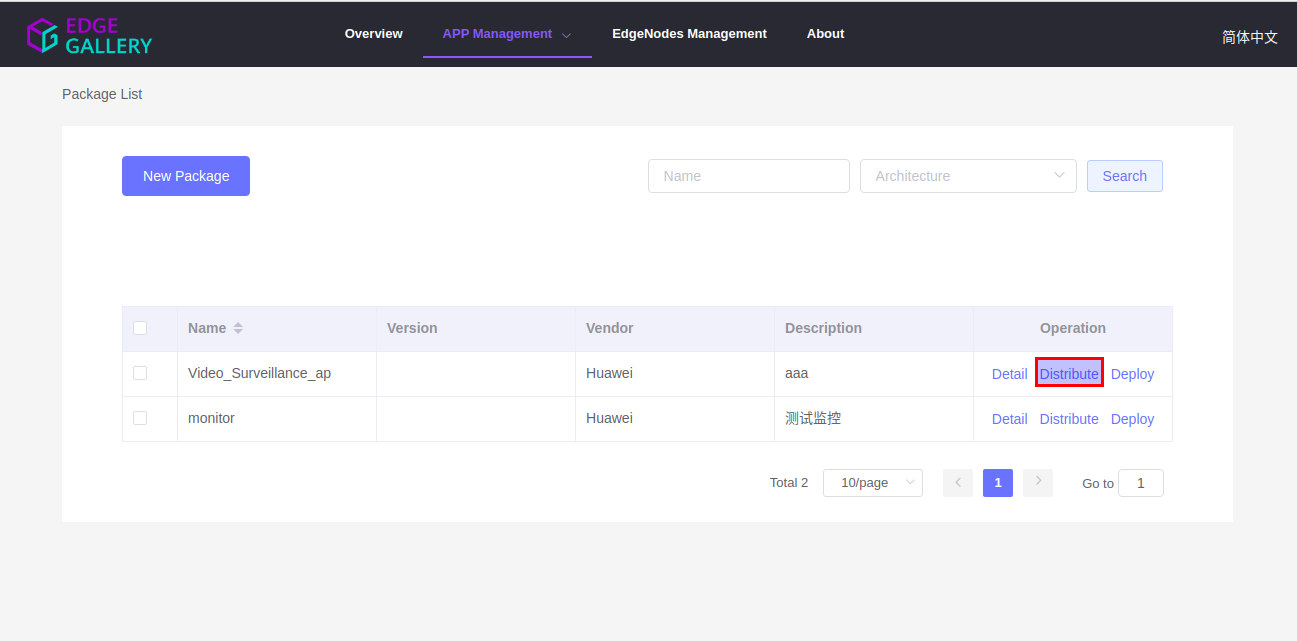 EDGE GALLERY
Overview APP Management EdgeNodes Management About 简体中文
Package List
New Package Name Architecture Search
Name Version Vendor Description Operation
Video_Surveillance_ap Huawei aaa Detail Distribute Deploy
monitor Huawei 测试监控 Detail Distribute Deploy
Total 2 10/page 1 Go to 1